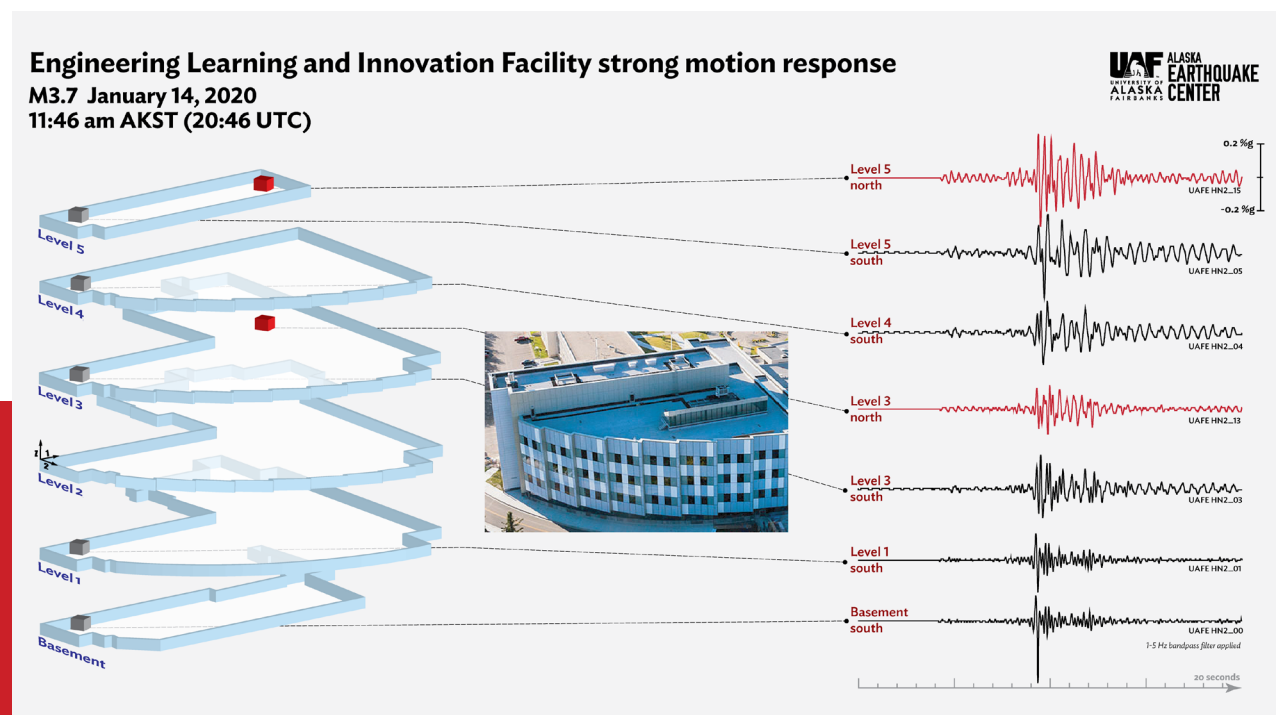 Engineering Learning and Innovation Facility strong motion response
M3.7 January 14, 2020
11:46 am AKST (20:46 UTC)
UAF
UNIVERSITY OF
ALASKA
FAIRBANKS
ALASKA
EARTHQUAKE
CENTER
Level 5
Level 4
Level 3
z 1
2
Level 2
Level 1
Basement
0.2 %g
-0.2 %g
Level 5
north
UAFE HN2_15
Level 5
south
UAFE HN2_05
Level 4
south
UAFE HN2_04
Level 3
north
UAFE HN2_13
Level 3
south
UAFE HN2_03
Level 1
south
UAFE HN2_01
Basement
south
UAFE HN2_00
1-5 Hz bandpass filter applied
20 seconds